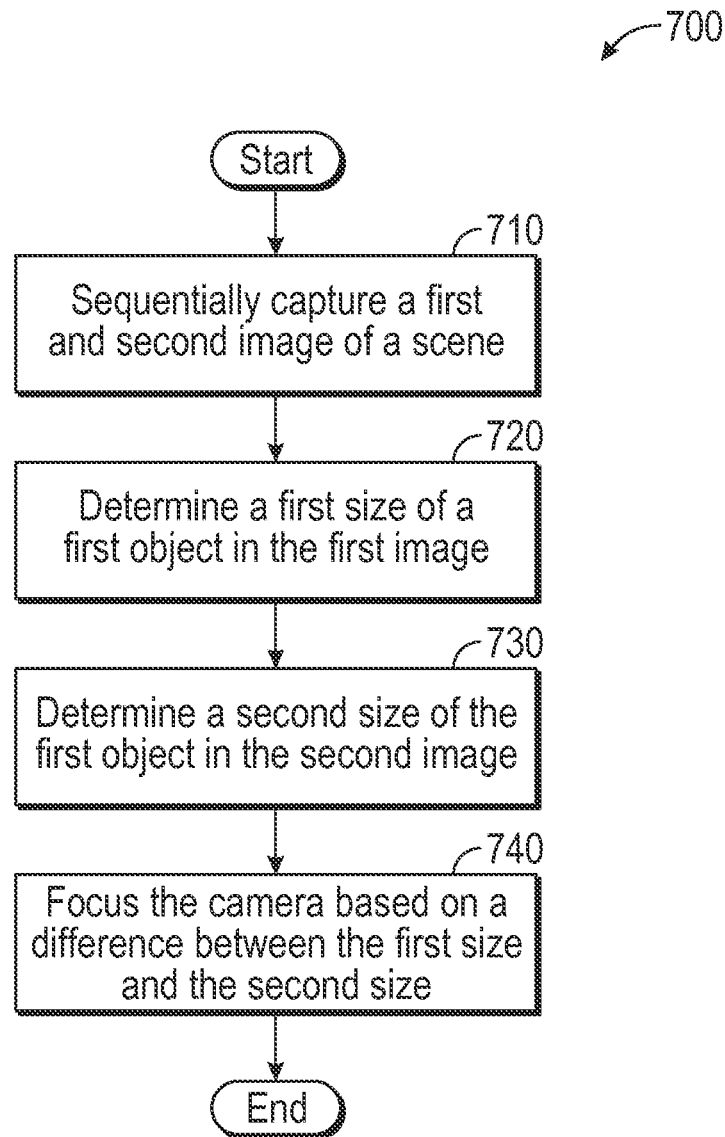 700
Start
710
Sequentially capture a first
and second image of a scene
720
Determine a first size of a
first object in the first image
730
Determine a second size of the
first object in the second image
740
Focus the camera based on a
difference between the first size
and the second size
End